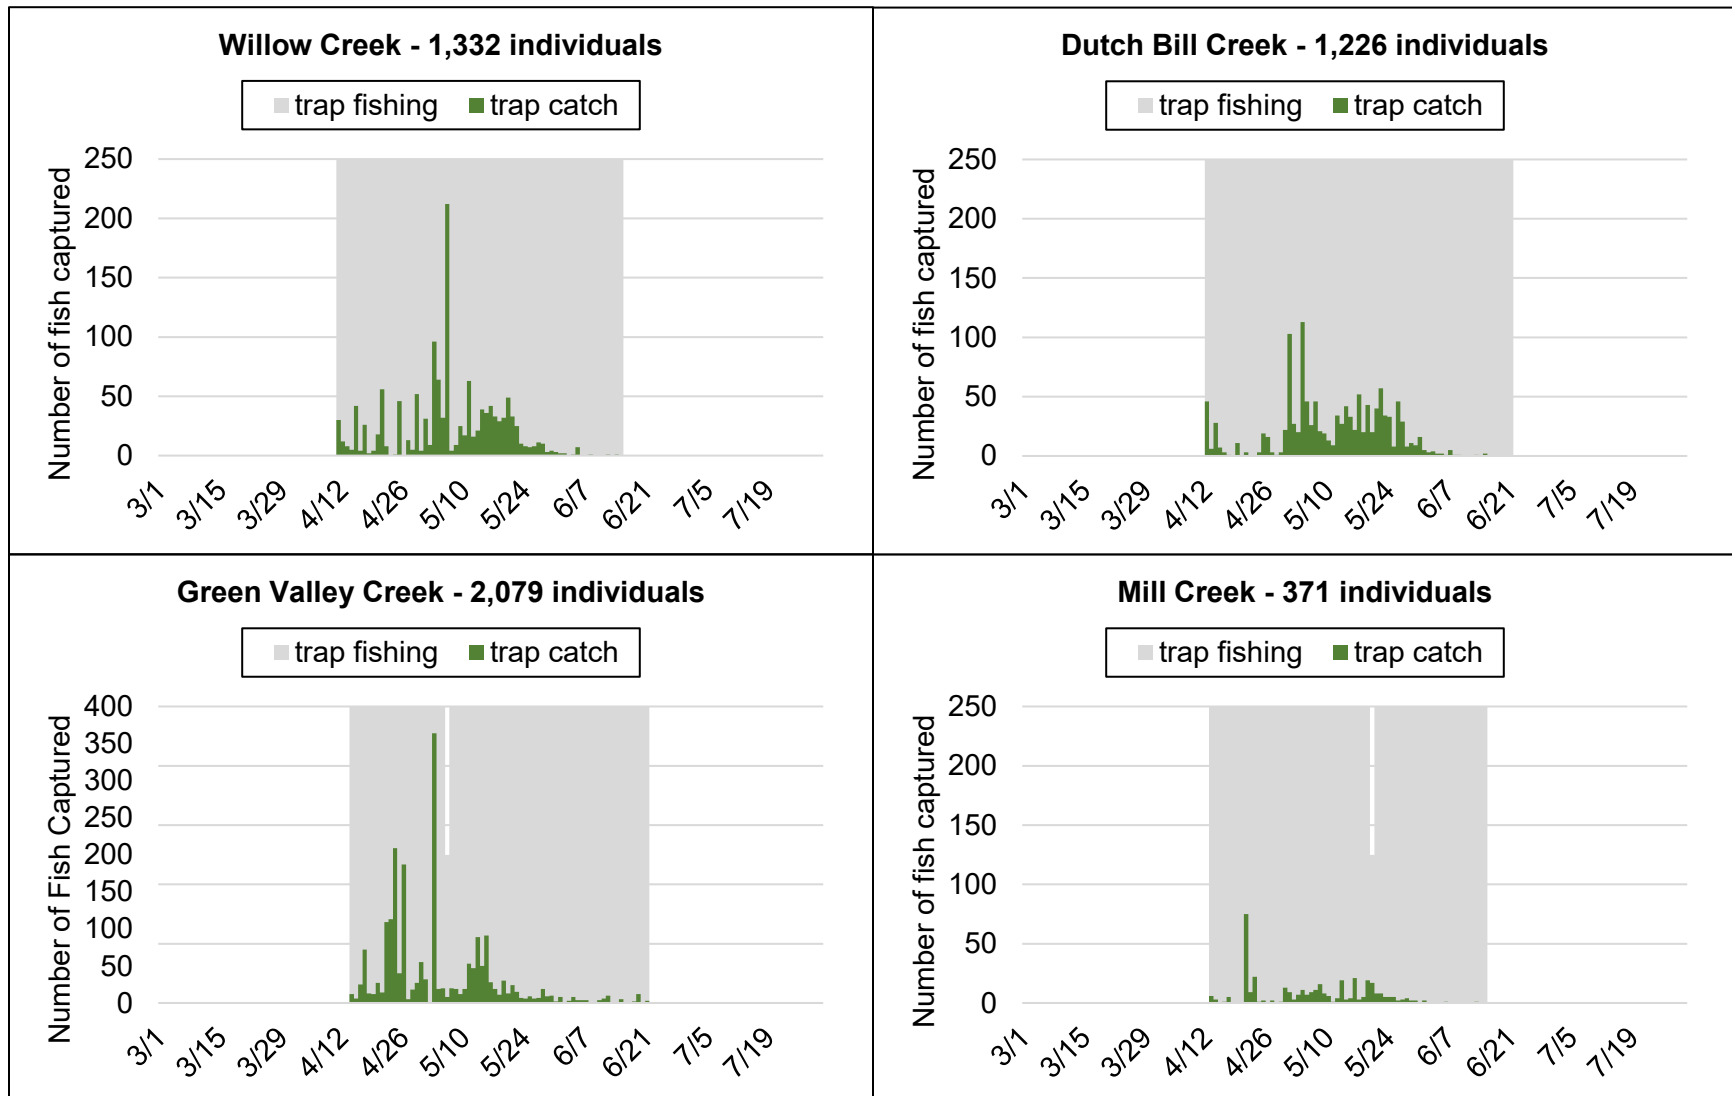 Willow Creek - 1,332 individuals
trap fishing trap catch
Number of fish captured
250
200
150
100
50
0
3/1 3/15 3/29 4/12 4/26 5/10 5/24 6/7 6/21 7/5 7/19
Dutch Bill Creek - 1,226 individuals
trap fishing trap catch
Number of fish captured
250
200
150
100
50
0
3/1 3/15 3/29 4/12 4/26 5/10 5/24 6/7 6/21 7/5 7/19
Green Valley Creek - 2,079 individuals
trap fishing trap catch
Number of Fish Captured
400
350
300
250
200
150
100
50
0
3/1 3/15 3/29 4/12 4/26 5/10 5/24 6/7 6/21 7/5 7/19
Mill Creek - 371 individuals
trap fishing trap catch
Number of fish captured
250
200
150
100
50
0
3/1 3/15 3/29 4/12 4/26 5/10 5/24 6/7 6/21 7/5 7/19